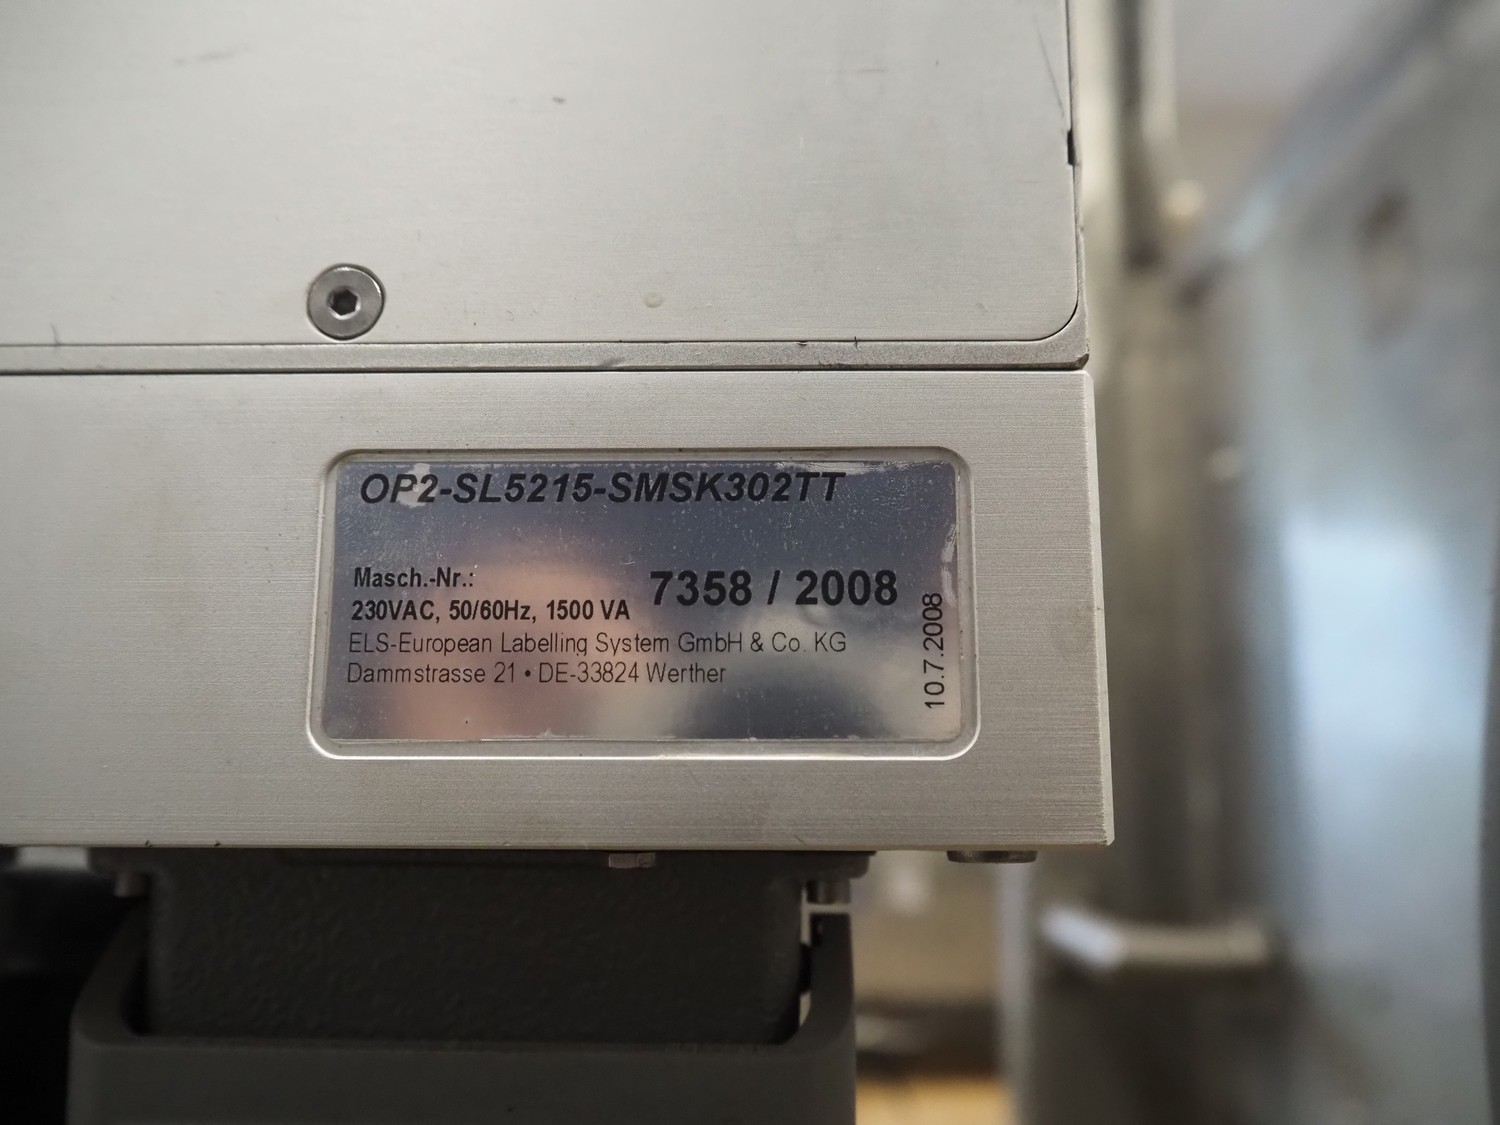 OP2-SL5215-SMSK302TT
Masch.-Nr.: 7358 / 2008
230VAC, 50/60Hz, 1500 VA
ELS-European Labelling System GmbH & Co. KG
Dammstrasse 21 • DE-33824 Werther
10.7.2008